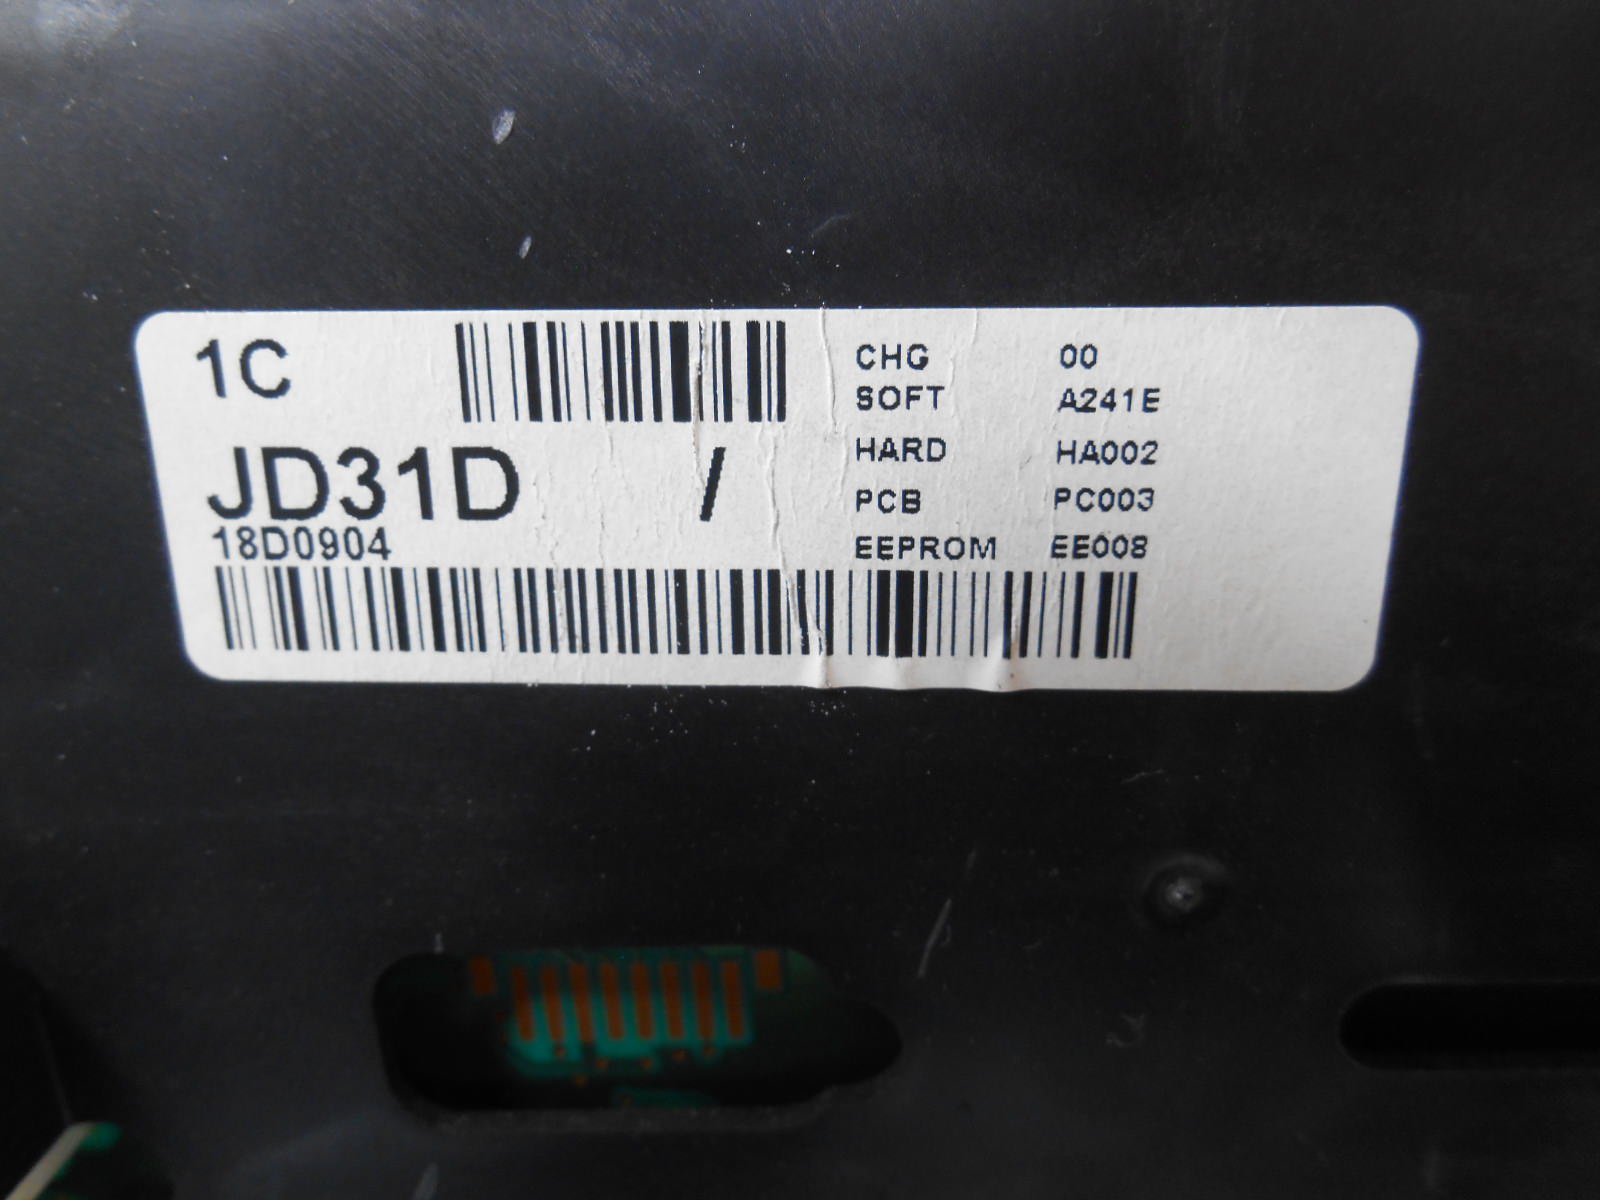 1C
JD31D /
18D0904
CHG 00
SOFT A241E
HARD HA002
PCB PC003
EEPROM EE008